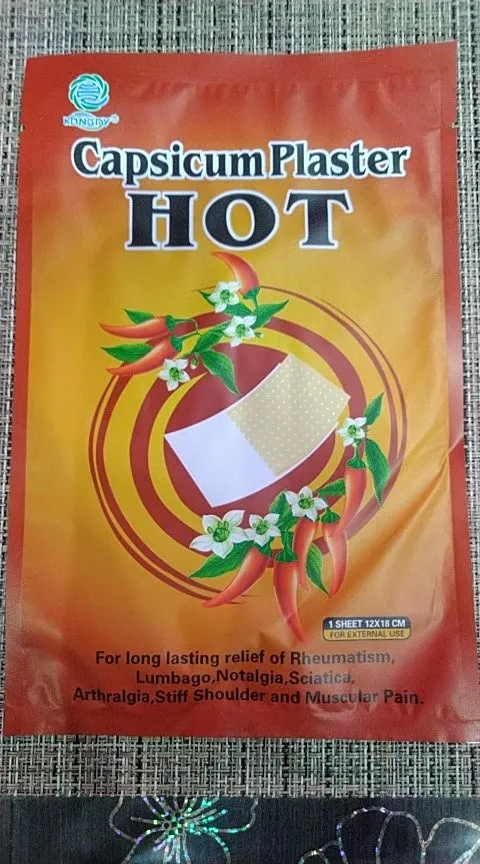 KONGDY®
Capsicum Plaster
HOT
1 SHEET 12X18 CM
FOR EXTERNAL USE
For long lasting relief of Rheumatism,
Lumbago,Notalgia,Sciatica,
Arthralgia,Stiff Shoulder and Muscular Pain.